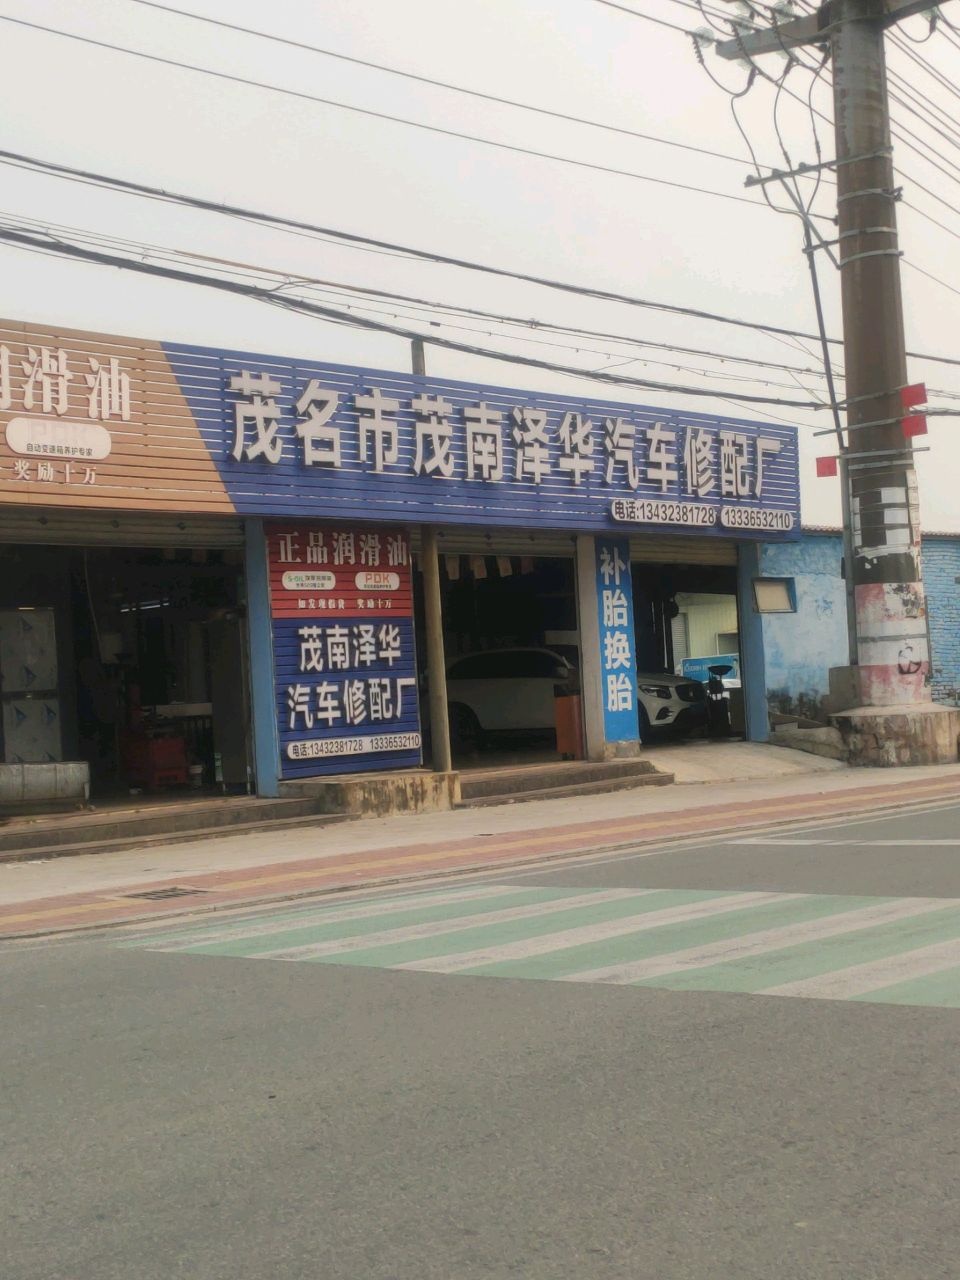 润滑油
PDK
自动变速箱养护专家
奖励十万
茂名市茂南泽华汽车修配厂
电话:13432381728 13336532110
正品润滑油
S-OIL
PDK
如发现假货 奖励十万
茂南泽华
汽车修配厂
电话:13432381728 13336532110
补胎换胎